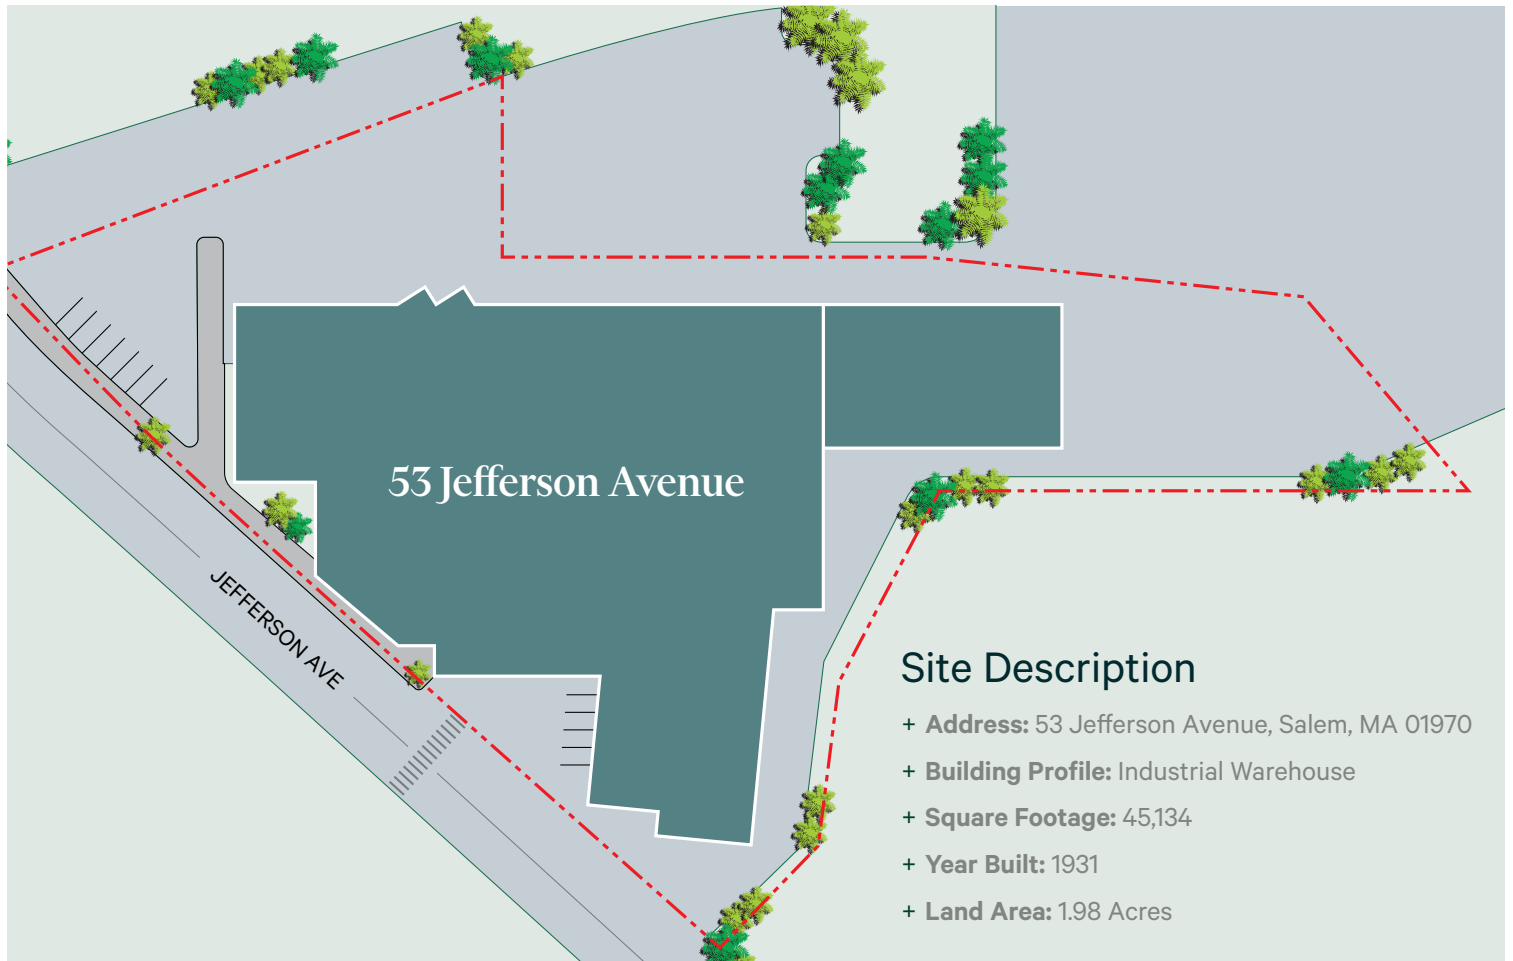 53 Jefferson Avenue
JEFFERSON AVE
Site Description
+ Address: 53 Jefferson Avenue, Salem, MA 01970
+ Building Profile: Industrial Warehouse
+ Square Footage: 45,134
+ Year Built: 1931
+ Land Area: 1.98 Acres